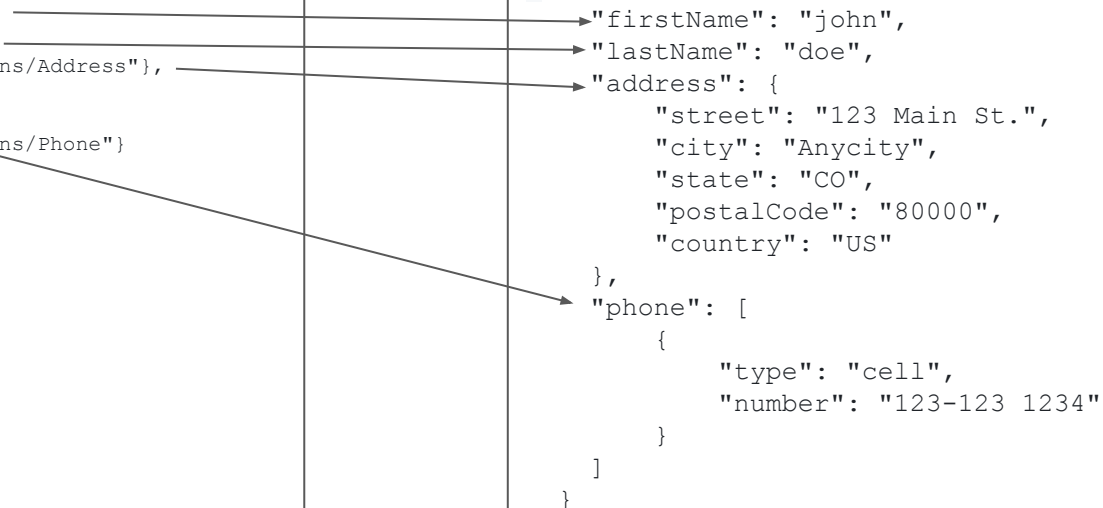 "firstName": "john",
"lastName": "doe",
ns/Address"},
"address": {
"street": "123 Main St.",
"city": "Anycity",
ns/Phone"}
"state": "CO",
"postalCode": "80000",
"country": "US"
},
"phone": [
{
"type": "cell",
"number": "123-123 1234"
}
]
}